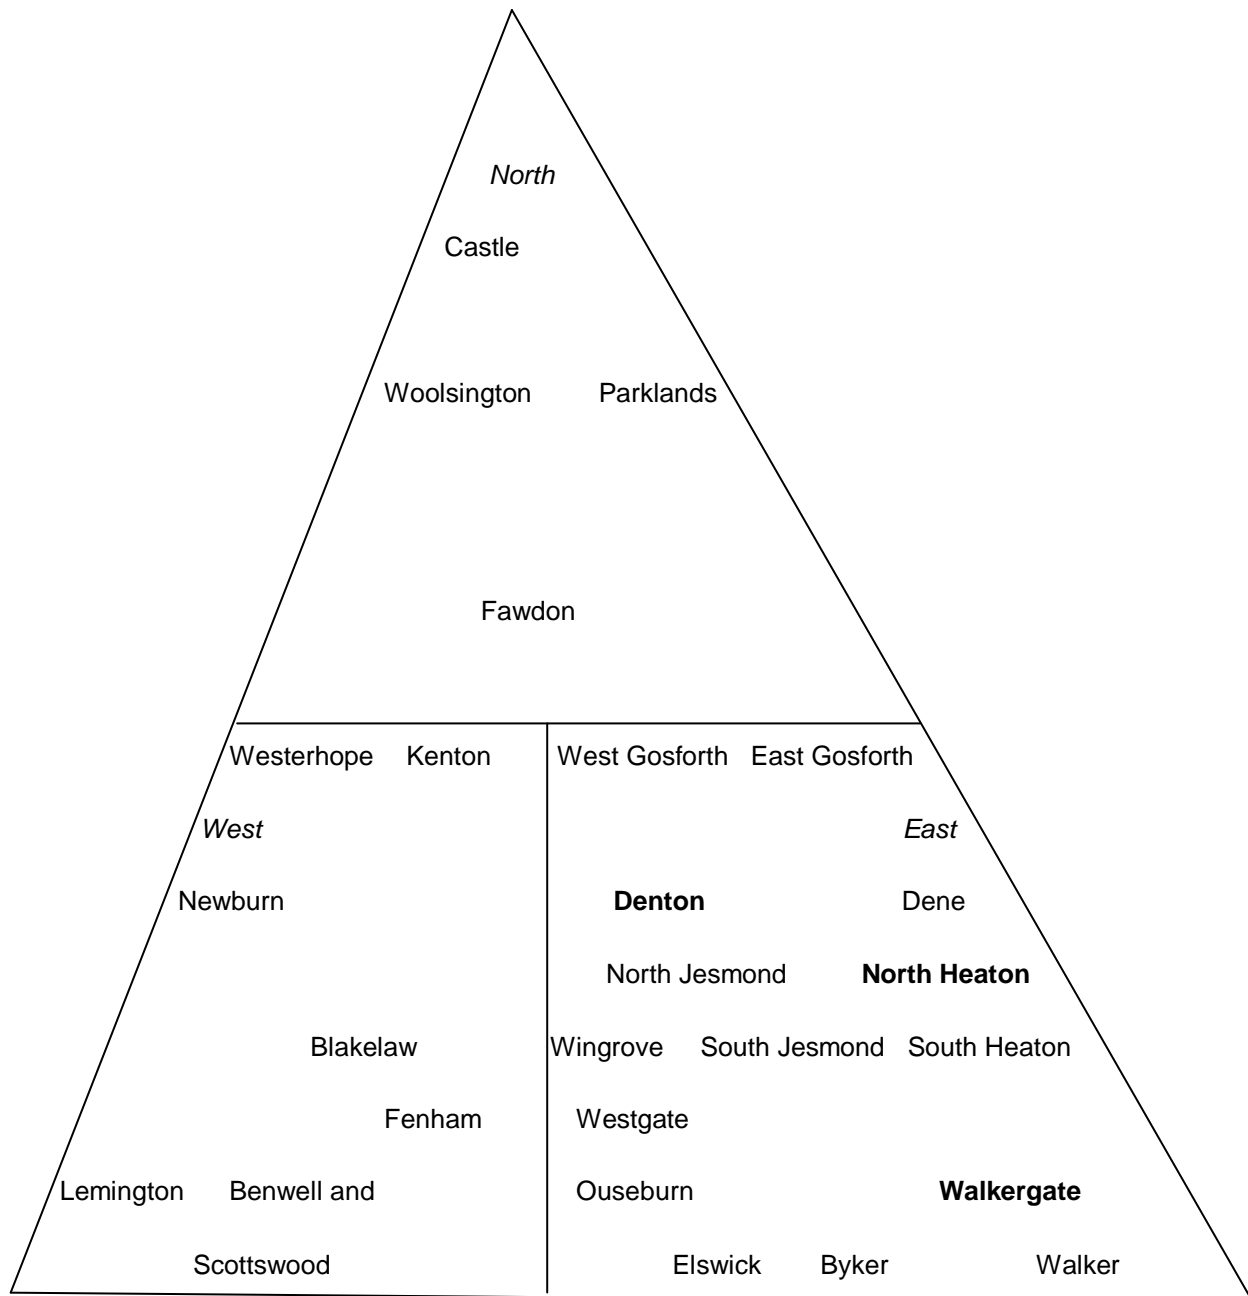 North
Castle
Woolsington Parklands
Fawdon
Westerhope Kenton West Gosforth East Gosforth
West East
Newburn Denton Dene
North Jesmond North Heaton
Blakelaw Wingrove South Jesmond South Heaton
Fenham Westgate
Lemington Benwell and Ouseburn Walkergate
Scottswood Elswick Byker Walker